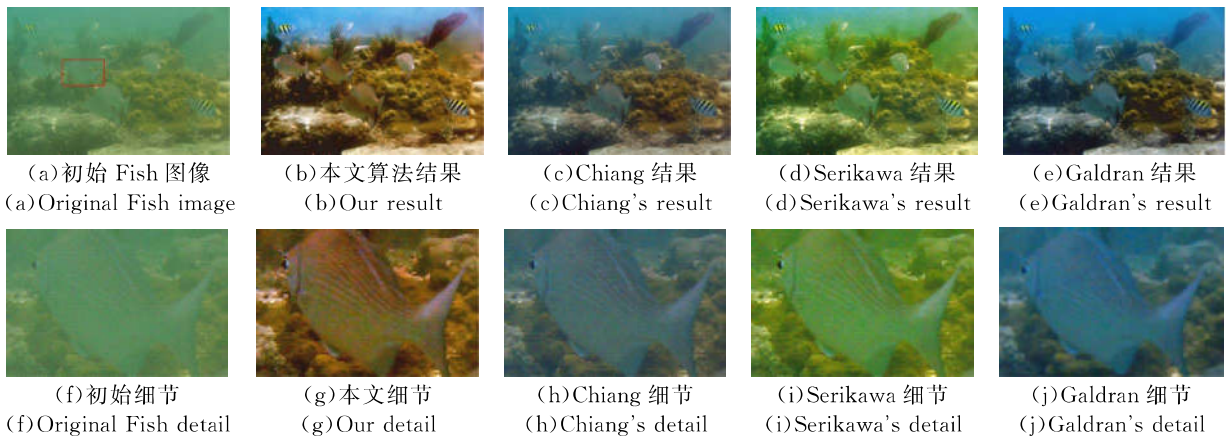 (a)初始 Fish 图像
(a)Original Fish image
(b)本文算法结果
(b)Our result
(c)Chiang 结果
(c)Chiang's result
(d)Serikawa 结果
(d)Serikawa's result
(e)Galdran 结果
(e)Galdran's result
(f)初始细节
(f)Original Fish detail
(g)本文细节
(g)Our detail
(h)Chiang 细节
(h)Chiang's detail
(i)Serikawa 细节
(i)Serikawa's detail
(j)Galdran 细节
(j)Galdran's detail